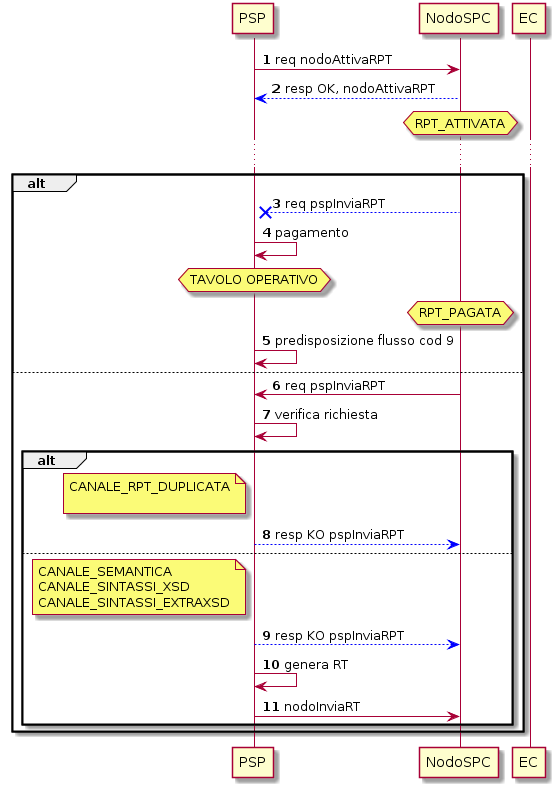 PSP NodoSPC EC
1 req nodoAttivaRPT
2 resp OK, nodoAttivaRPT
RPT_ATTIVATA
alt
3 req pspInviaRPT
4 pagamento
TAVOLO OPERATIVO
RPT_PAGATA
5 predisposizione flusso cod 9
6 req pspInviaRPT
7 verifica richiesta
alt
CANALE_RPT_DUPLICATA
8 resp KO pspInviaRPT
CANALE_SEMANTICA
CANALE_SINTASSI_XSD
CANALE_SINTASSI_EXTRAXSD
9 resp KO pspInviaRPT
10 genera RT
11 nodoInviaRT
PSP NodoSPC EC